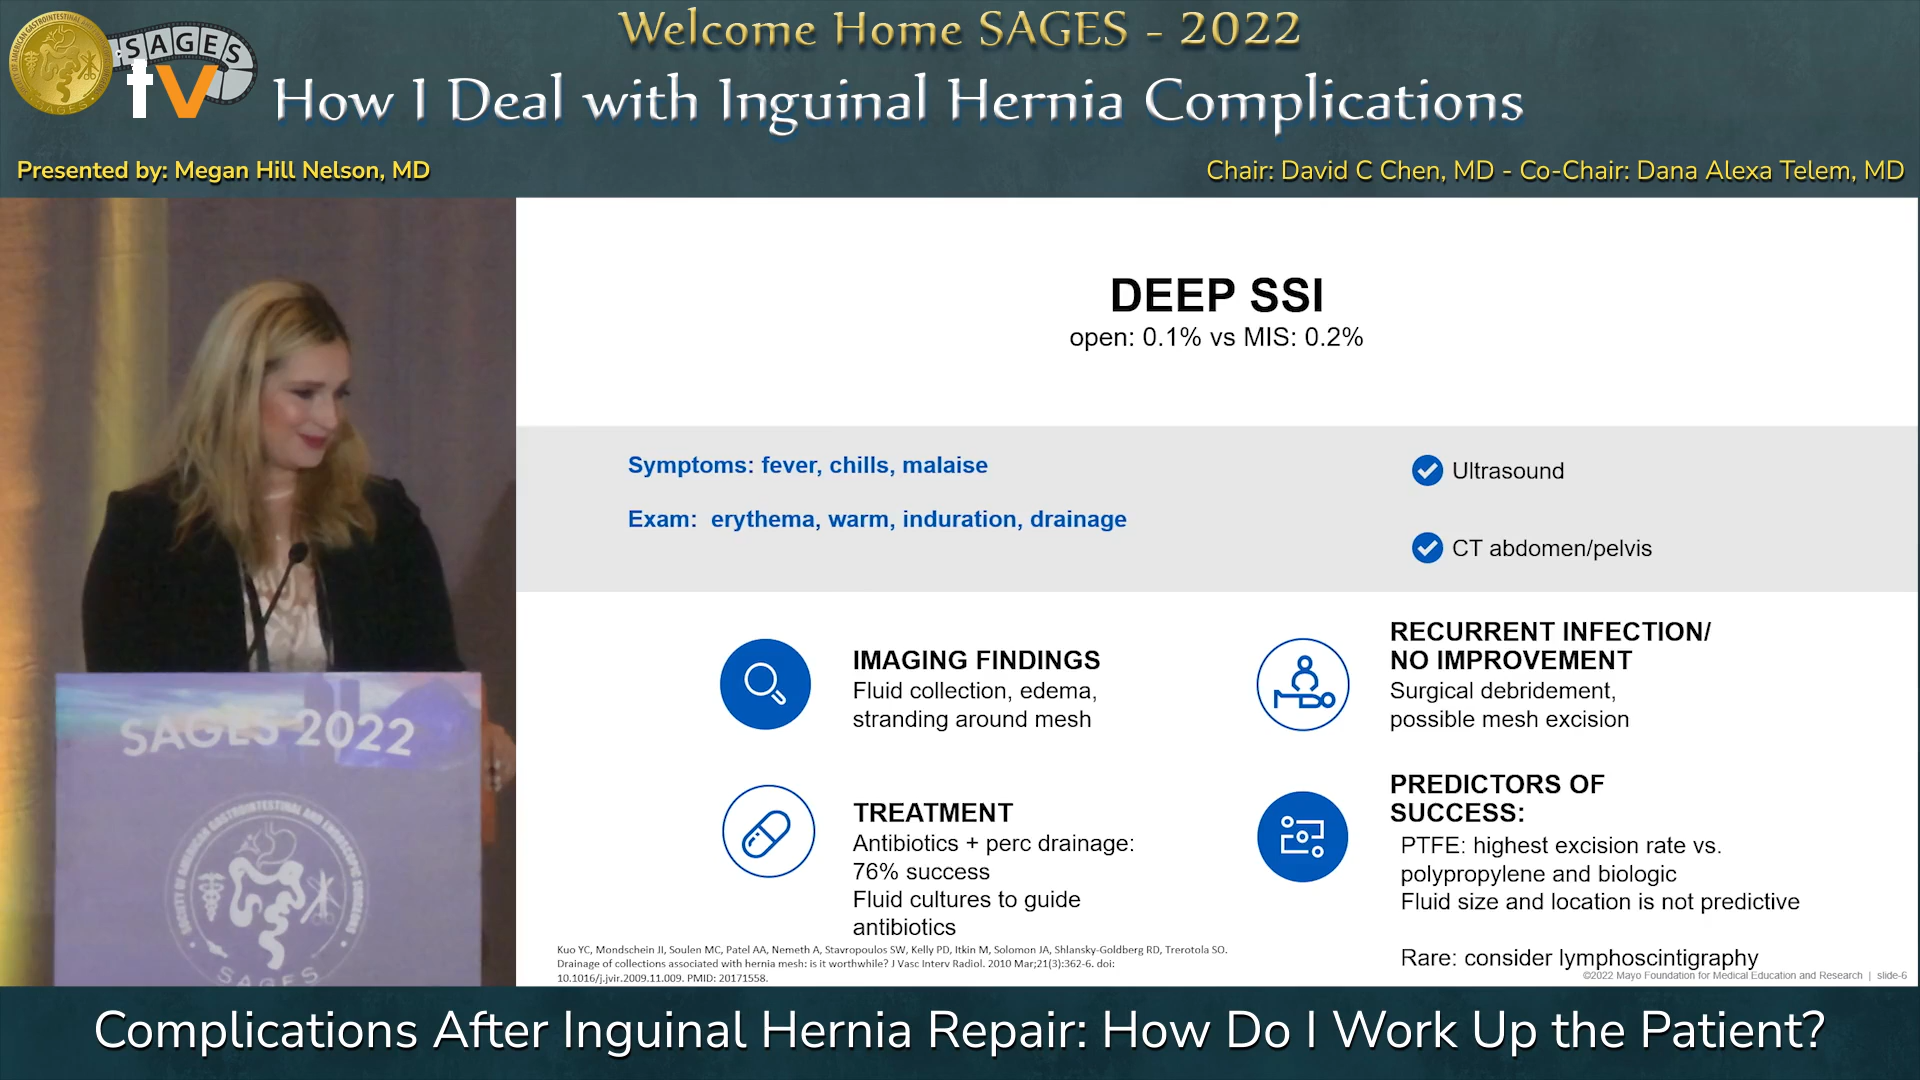 Welcome Home SAGES - 2022
SAGES
tv
How I Deal with Inguinal Hernia Complications
Presented by: Megan Hill Nelson, MD
Chair: David C Chen, MD - Co-Chair: Dana Alexa Telem, MD
DEEP SSI
open: 0.1% vs MIS: 0.2%
Symptoms: fever, chills, malaise
Exam: erythema, warm, induration, drainage
Ultrasound
CT abdomen/pelvis
IMAGING FINDINGS
Fluid collection, edema,
stranding around mesh
RECURRENT INFECTION/
NO IMPROVEMENT
Surgical debridement,
possible mesh excision
TREATMENT
Antibiotics + perc drainage:
76% success
Fluid cultures to guide
antibiotics
PREDICTORS OF
SUCCESS:
PTFE: highest excision rate vs.
polypropylene and biologic
Fluid size and location is not predictive
Rare: consider lymphoscintigraphy
Kuo YC, Mondschein JI, Soulen MC, Patel AA, Nemeth A, Stavropoulos SW, Kelly PD, Itkin M, Solomon JA, Shlansky-Goldberg RD, Trerotola SO.
Drainage of collections associated with hernia mesh: is it worthwhile? J Vasc Interv Radiol. 2010 Mar;21(3):362-6. doi:
10.1016/j.jvir.2009.11.009. PMID: 20171558.
©2022 Mayo Foundation for Medical Education and Research | slide-6
SAGES 2022
SOCIETY OF AMERICAN GASTROINTESTINAL AND ENDOSCOPIC SURGEONS
SAGES
Complications After Inguinal Hernia Repair: How Do I Work Up the Patient?